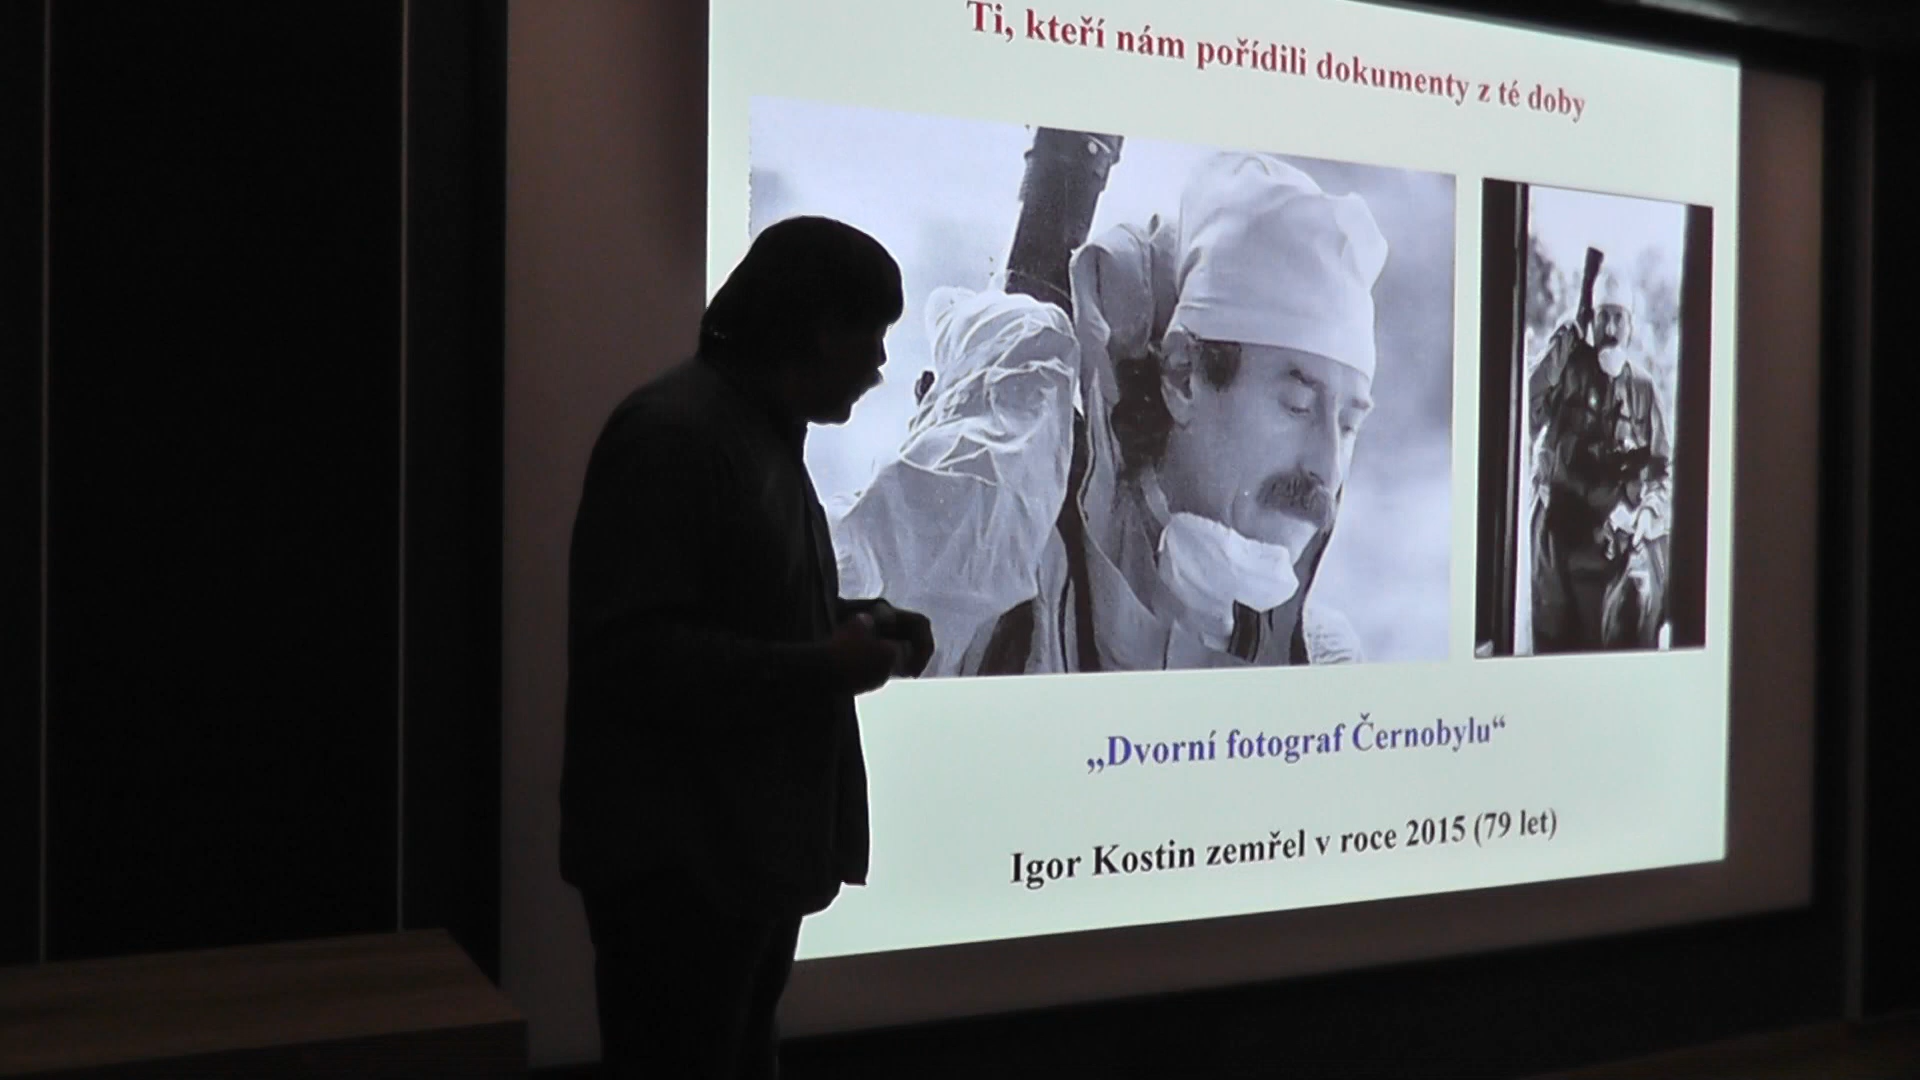 Ti, kteří nám pořídili dokumenty z té doby
„Dvorní fotograf Černobylu“
Igor Kostin zemřel v roce 2015 (79 let)